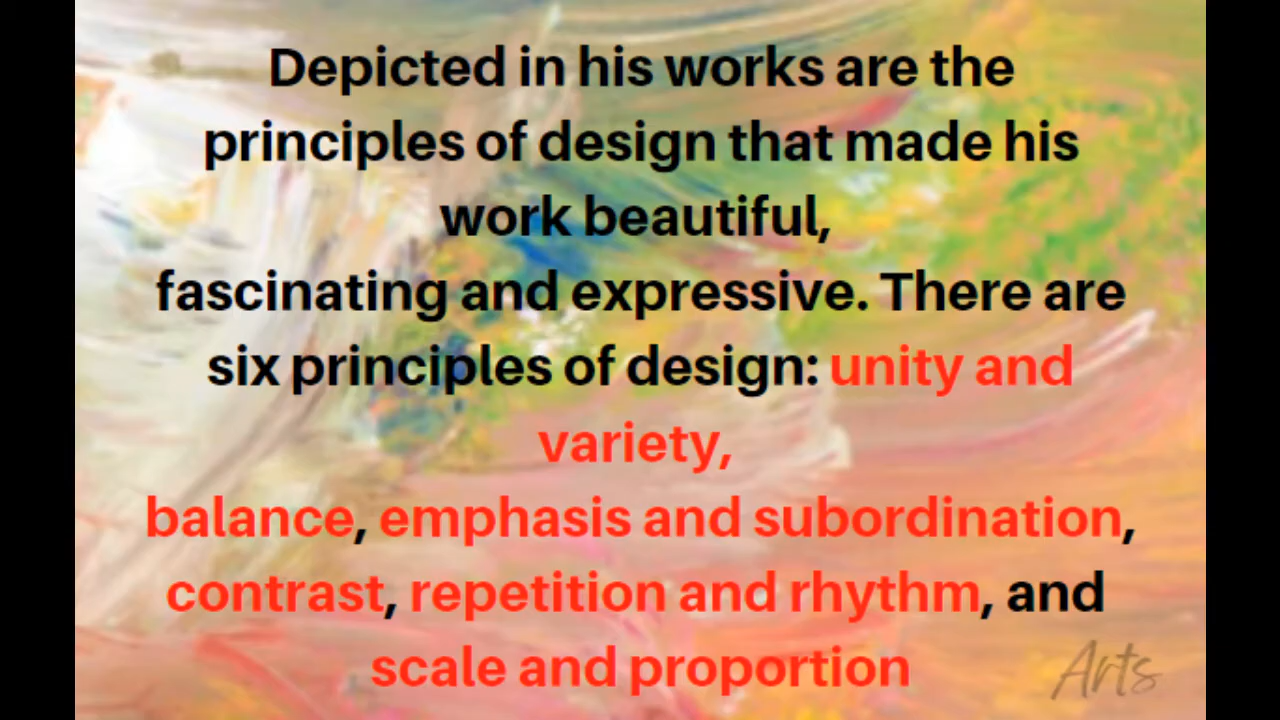 Depicted in his works are the
principles of design that made his
work beautiful,
fascinating and expressive. There are
six principles of design: unity and
variety,
balance, emphasis and subordination,
contrast, repetition and rhythm, and
scale and proportion
Arts